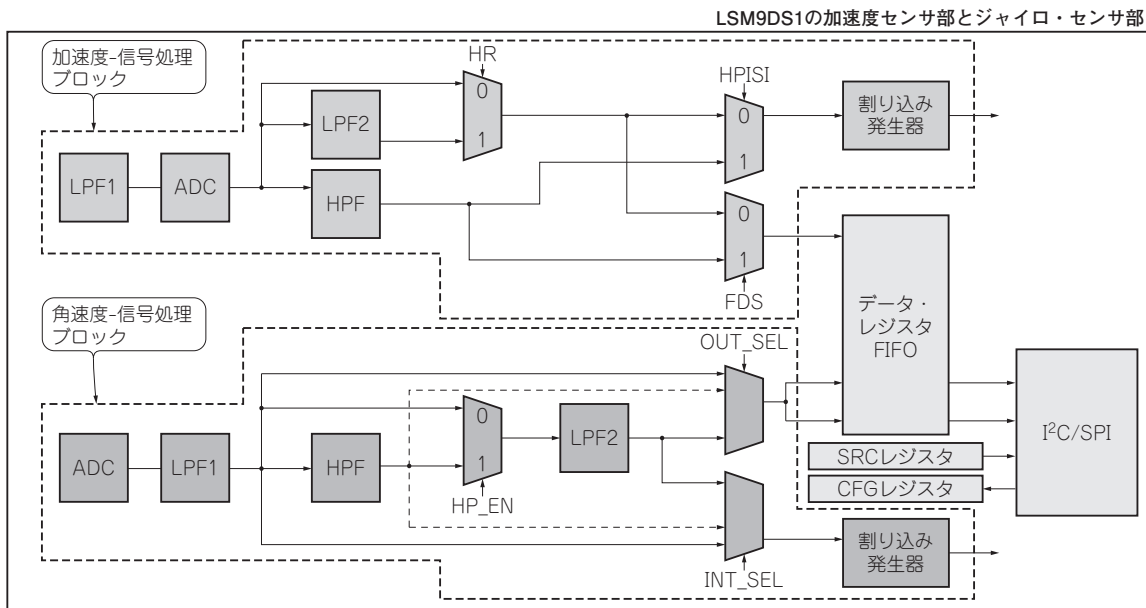 LSM9DS1の加速度センサ部とジャイロ・センサ部
加速度-信号処理
ブロック
HR
HPISI
0
1
LPF2
LPF1
ADC
HPF
0
1
割り込み
発生器
0
1
FDS
データ・
レジスタ
FIFO
角速度-信号処理
ブロック
OUT_SEL
ADC
LPF1
HPF
0
1
HP_EN
LPF2
I²C/SPI
SRCレジスタ
CFGレジスタ
INT_SEL
割り込み
発生器